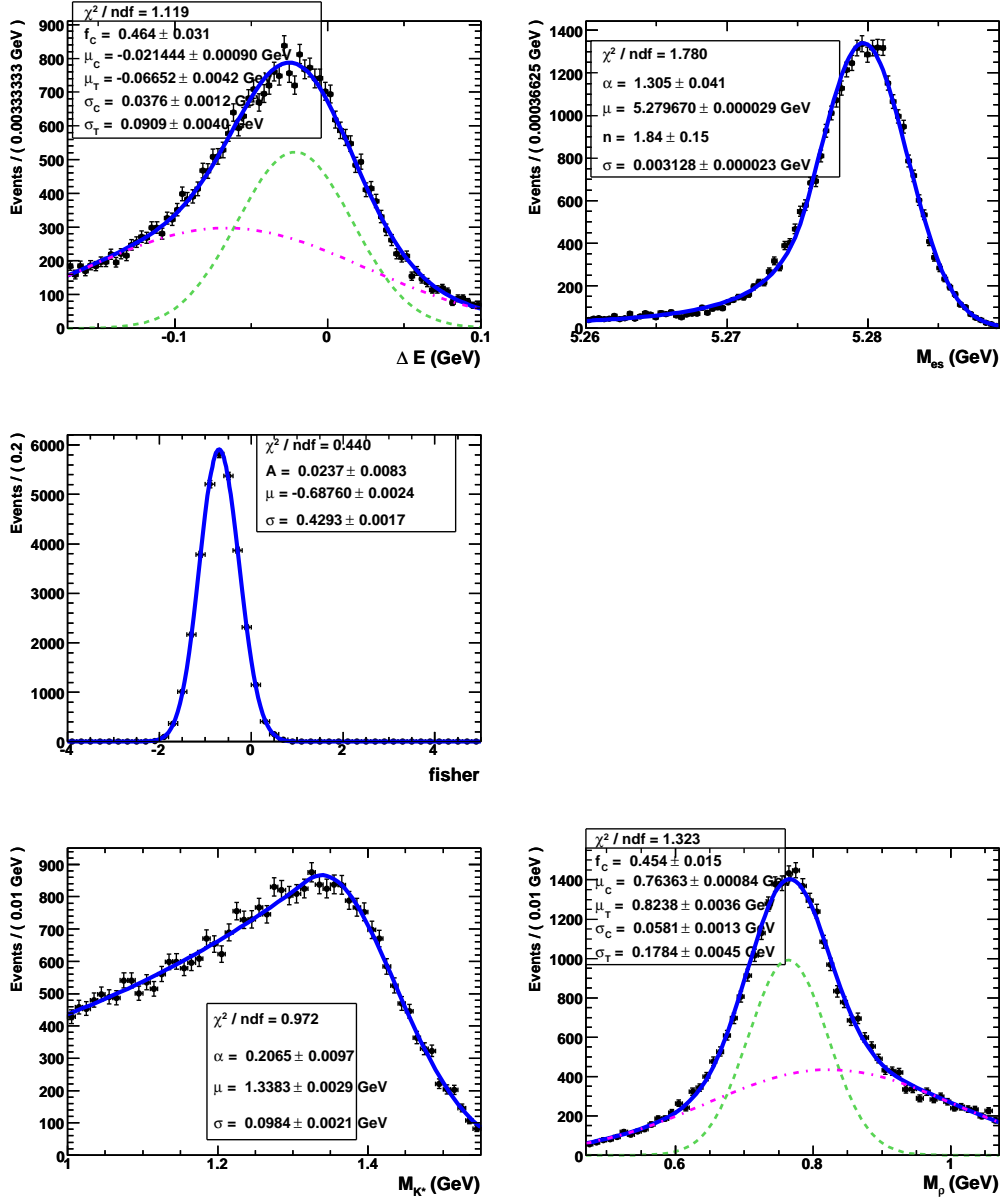 χ² / ndf = 1.119
f_C = 0.464 ± 0.031
μ_C = -0.021444 ± 0.00090 GeV
μ_T = -0.06652 ± 0.0042 GeV
σ_C = 0.0376 ± 0.0012 GeV
σ_T = 0.0909 ± 0.0040 GeV
Events / ( 0.00333333 GeV )
900
800
700
600
500
400
300
200
100
0
-0.1 0 0.1
Δ E (GeV)
χ² / ndf = 1.780
α = 1.305 ± 0.041
μ = 5.279670 ± 0.000029 GeV
n = 1.84 ± 0.15
σ = 0.003128 ± 0.000023 GeV
Events / ( 0.00036625 GeV )
1400
1200
1000
800
600
400
200
0
5.26 5.27 5.28
M_es (GeV)
χ² / ndf = 0.440
A = 0.0237 ± 0.0083
μ = -0.68760 ± 0.0024
σ = 0.4293 ± 0.0017
Events / ( 0.2 )
6000
5000
4000
3000
2000
1000
0
-4 -2 0 2 4
fisher
Events / ( 0.01 GeV )
900
800
700
600
500
400
300
200
100
0
χ² / ndf = 0.972
α = 0.2065 ± 0.0097
μ = 1.3383 ± 0.0029 GeV
σ = 0.0984 ± 0.0021 GeV
1 1.2 1.4
M_K* (GeV)
χ² / ndf = 1.323
f_C = 0.454 ± 0.015
μ_C = 0.76363 ± 0.00084 GeV
μ_T = 0.8238 ± 0.0036 GeV
σ_C = 0.0581 ± 0.0013 GeV
σ_T = 0.1784 ± 0.0045 GeV
Events / ( 0.01 GeV )
1400
1200
1000
800
600
400
200
0
0.6 0.8 1
M_ρ (GeV)